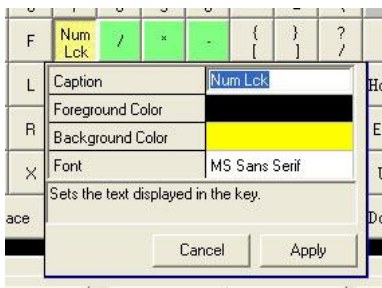 F Num Lck / * - { [ } ] ? /
L
R
X
ace
Caption Num Lck
Foreground Color
Background Color
Font MS Sans Serif
Sets the text displayed in the key.
Cancel Apply